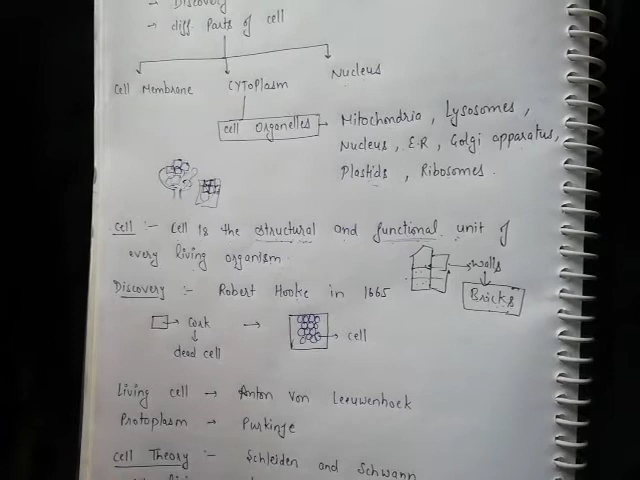 → Discovery
→ diff. Parts of cell
Cell Membrane CYTOPlasm Nucleus
Cell Organelles → Mitochondria, Lysosomes,
Nucleus, E.R, Golgi apparatus,
Plastids, Ribosomes.
Cell :- Cell is the structural and functional unit of
every living organism.
→ walls
Bricks
Discovery :- Robert Hooke in 1665
→ Cork → → cell
dead cell
Living cell → Anton Von Leeuwenhock
Protoplasm → Purkinje
Cell Theory :- Schleiden and Schwann